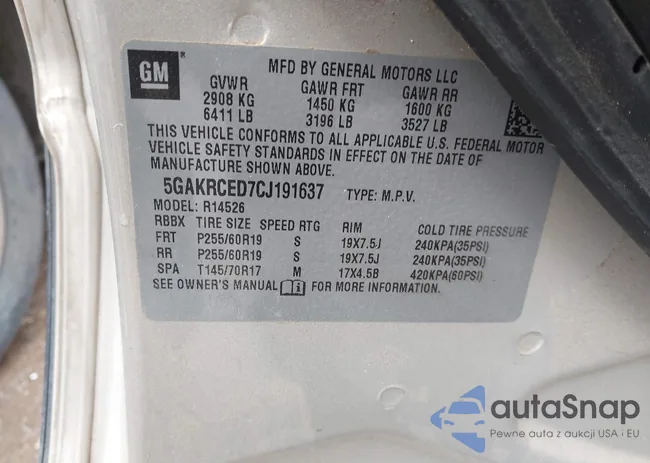 GM
MFD BY GENERAL MOTORS LLC
GVWR GAWR FRT GAWR RR
2908 KG 1450 KG 1600 KG
6411 LB 3196 LB 3527 LB
THIS VEHICLE CONFORMS TO ALL APPLICABLE U.S. FEDERAL MOTOR
VEHICLE SAFETY STANDARDS IN EFFECT ON THE DATE OF
MANUFACTURE SHOWN ABOVE.
5GAKRCED7CJ191637 TYPE: M.P.V.
MODEL: R14526
RBBX TIRE SIZE SPEED RTG RIM COLD TIRE PRESSURE
FRT P255/60R19 S 19X7.5J 240KPA(35PSI)
RR P255/60R19 S 19X7.5J 240KPA(35PSI)
SPA T145/70R17 M 17X4.5B 420KPA(60PSI)
SEE OWNER'S MANUAL FOR MORE INFORMATION.
autaSnap
Pewne auta z aukcji USA i EU